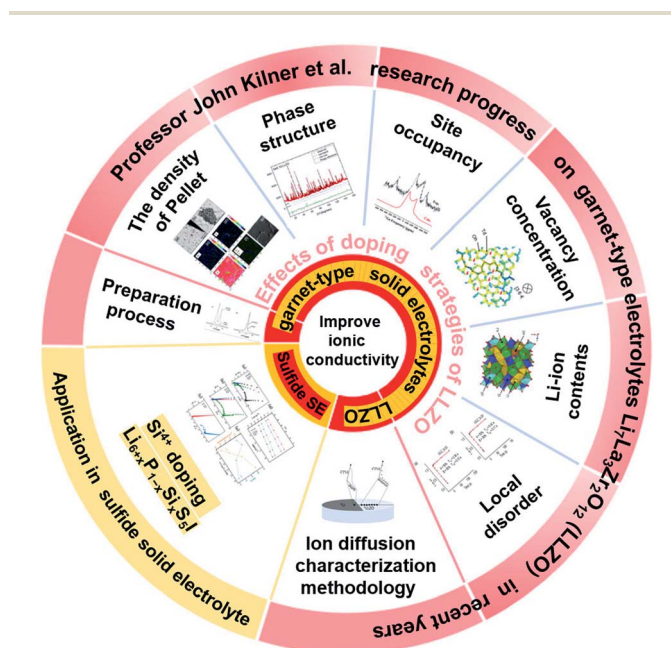 Professor John Kilner et al. research progress on garnet-type electrolytes Li₇La₃Zr₂O₁₂ (LLZO) in recent years
Phase
structure
Site
occupancy
Vacancy
concentration
Li-ion
contents
Local
disorder
Ion diffusion
characterization
methodology
Application in sulfide solid electrolyte
Si⁴⁺ doping
Li₆₊ₓP₁₋ₓSiₓS₅I
Preparation
process
The density
of Pellet
Effects of doping strategies of LLZO
garnet-type solid electrolytes
LLZO
Sulfide SE
Improve
ionic
conductivity